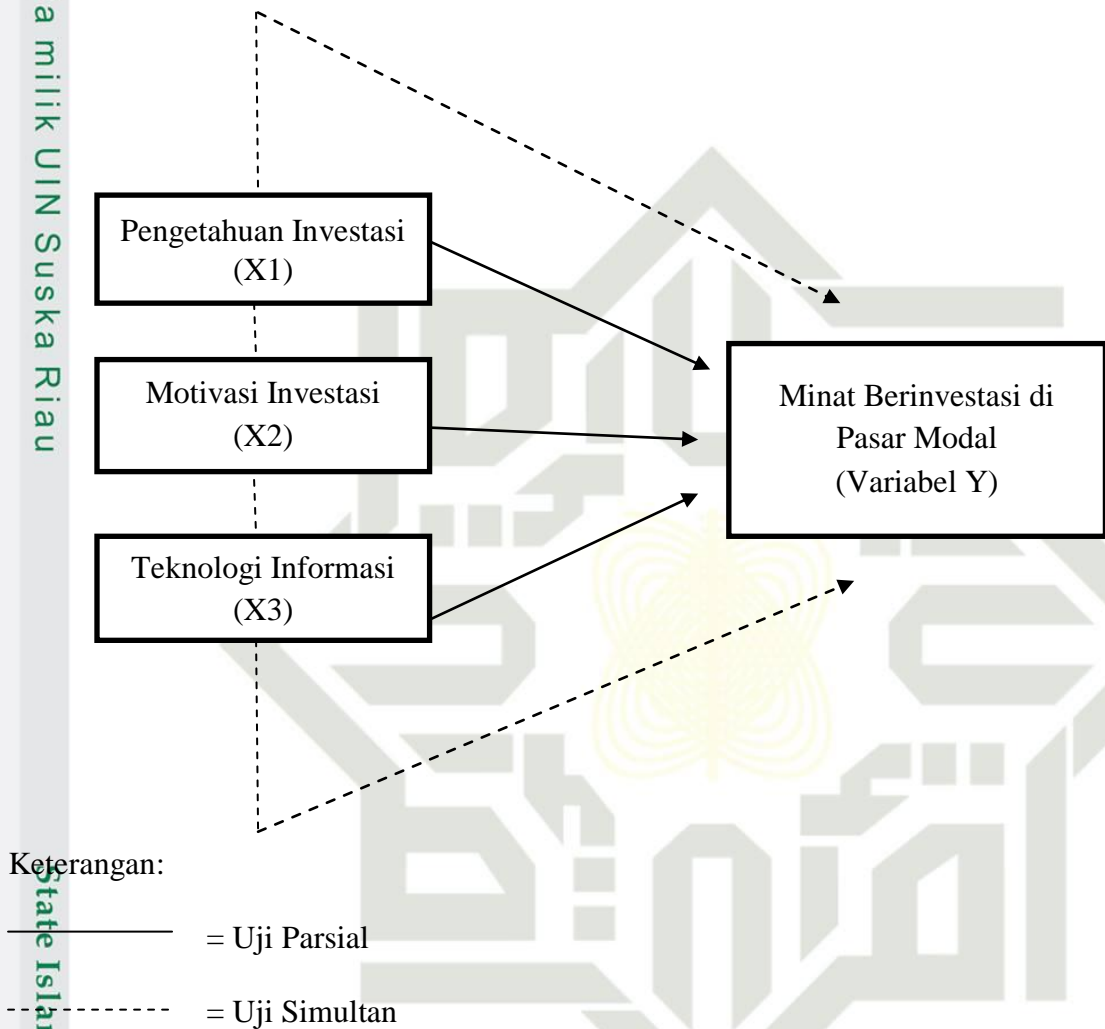 a milik UIN Suska Riau
Pengetahuan Investasi
(X1)
Motivasi Investasi
(X2)
Teknologi Informasi
(X3)
Minat Berinvestasi di
Pasar Modal
(Variabel Y)
Keterangan:
= Uji Parsial
= Uji Simultan
State